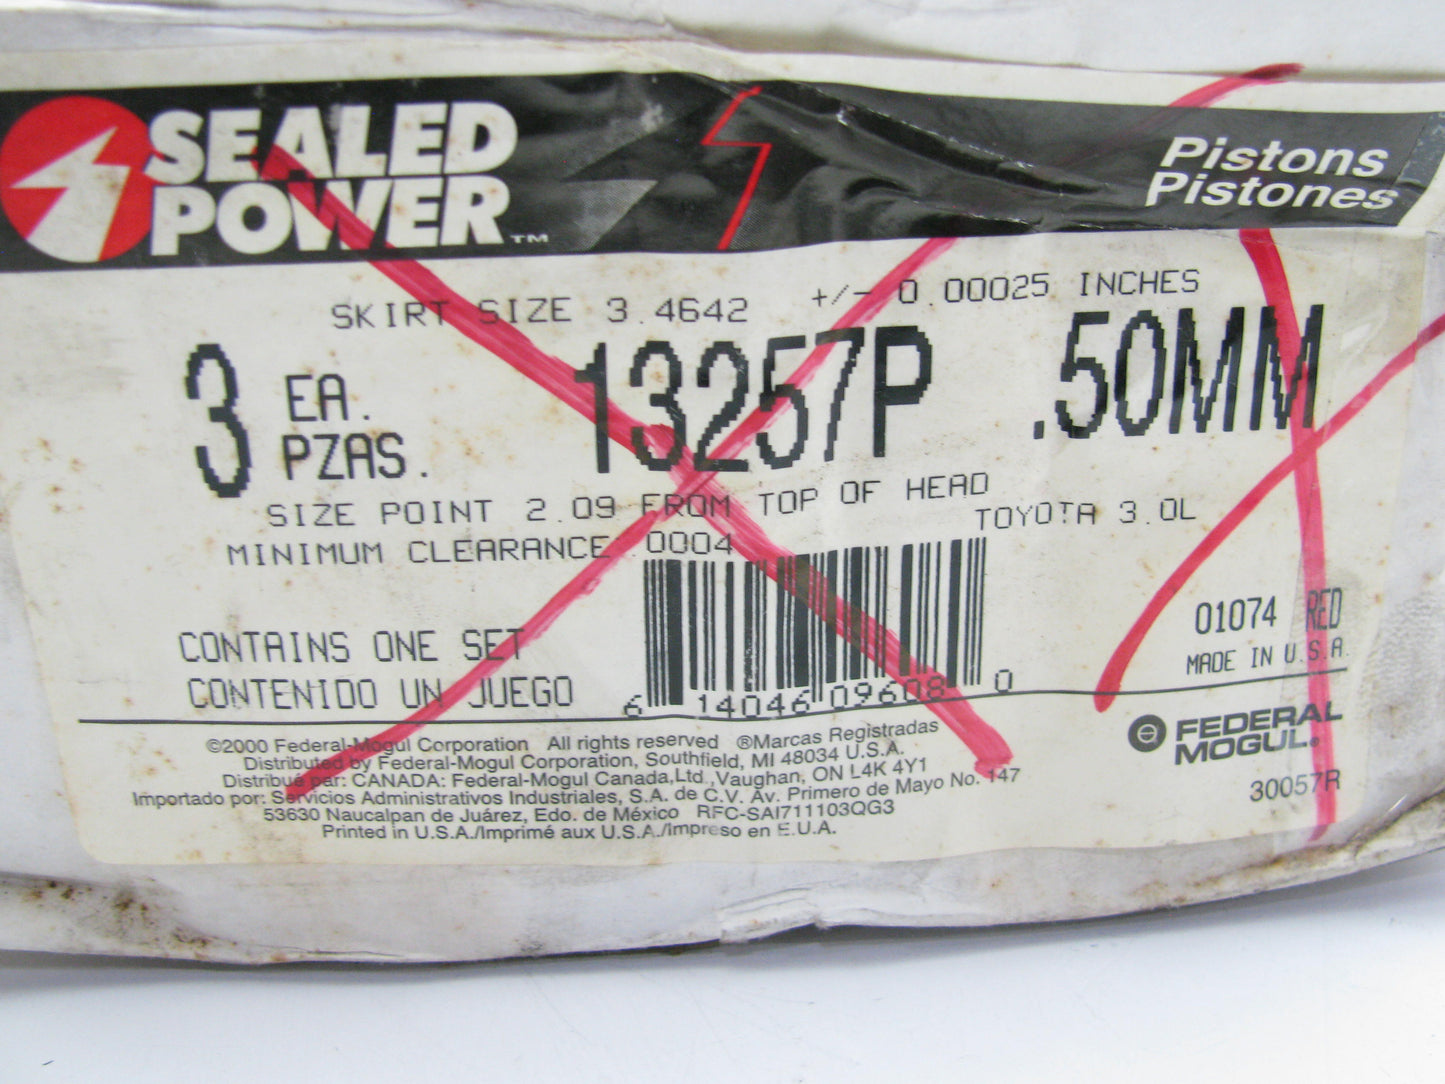 SEALED
POWER™
Pistons
Pistones
SKIRT SIZE 3.4642 +/- 0.00025 INCHES
3 EA. 13257P .50MM
PZAS.
SIZE POINT 2.09 FROM TOP OF HEAD
TOYOTA 3.0L
MINIMUM CLEARANCE .0004
CONTAINS ONE SET
CONTENIDO UN JUEGO
6 14046 09608 0
01074 RED
MADE IN U.S.A.
FEDERAL
MOGUL®
30057R
©2000 Federal-Mogul Corporation All rights reserved ®Marcas Registradas
Distributed by Federal-Mogul Corporation, Southfield, MI 48034 U.S.A.
Distribué par: CANADA: Federal-Mogul Canada,Ltd.,Vaughan, ON L4K 4Y1
Importado por: Servicios Administrativos Industriales, S.A. de C.V. Av. Primero de Mayo No. 147
53630 Naucalpan de Juárez, Edo. de México RFC-SAI711103QG3
Printed in U.S.A./Imprimé aux U.S.A./Impreso en E.U.A.